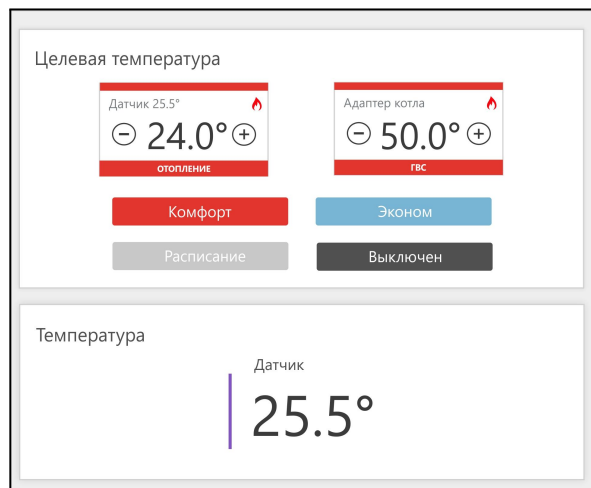 Целевая температура
Датчик 25.5°
24.0°
ОТОПЛЕНИЕ
Адаптер котла
50.0°
ГВС
Комфорт
Эконом
Расписание
Выключен
Температура
Датчик
25.5°